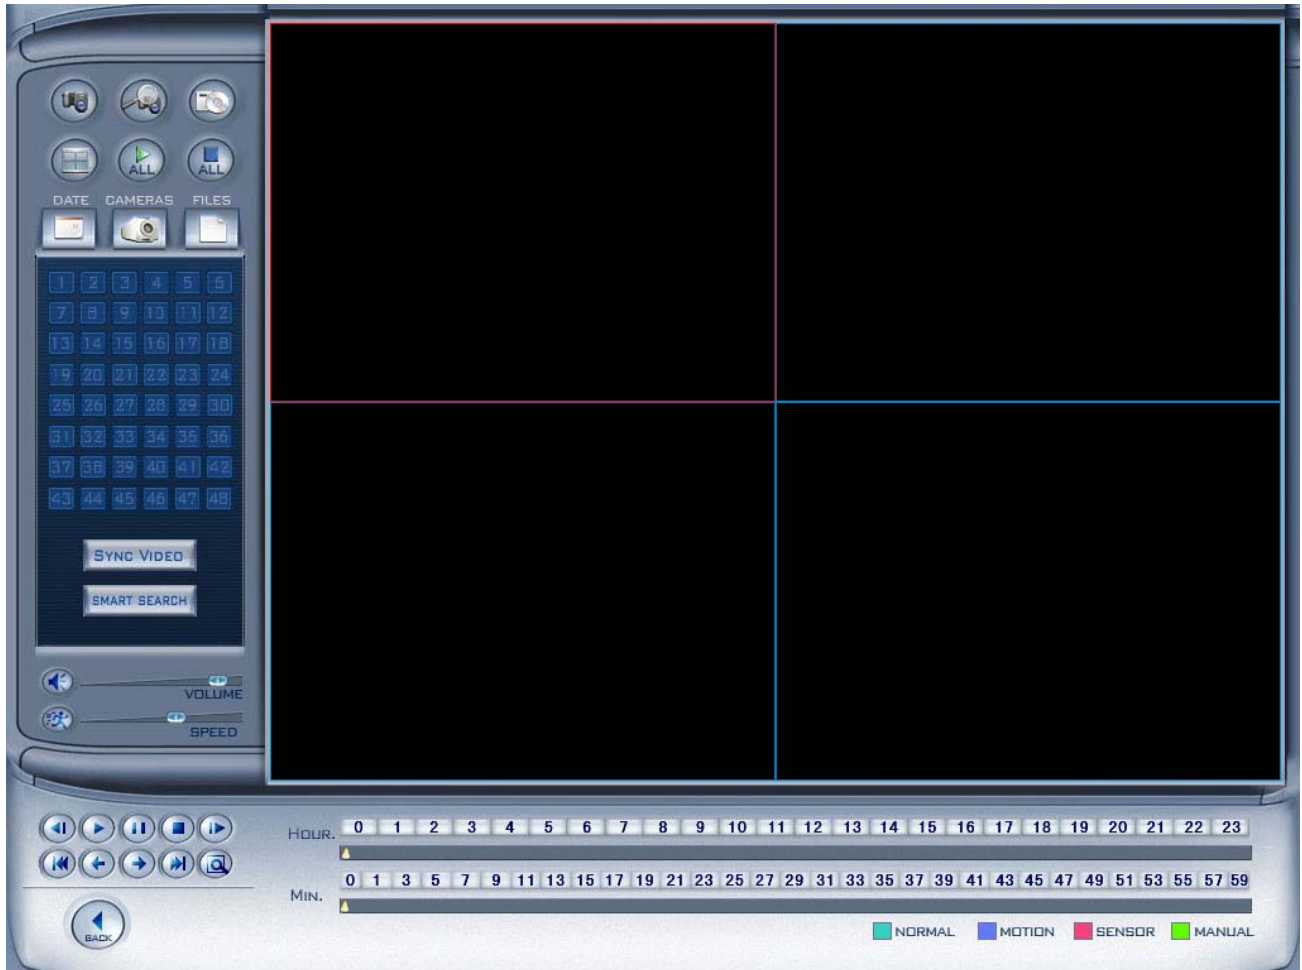 ALL ALL
DATE CAMERAS FILES
1 2 3 4 5 6
7 8 9 10 11 12
13 14 15 16 17 18
19 20 21 22 23 24
25 26 27 28 29 30
31 32 33 34 35 36
37 38 39 40 41 42
43 44 45 46 47 48
SYNC VIDEO
SMART SEARCH
VOLUME
SPEED
HOUR. 0 1 2 3 4 5 6 7 8 9 10 11 12 13 14 15 16 17 18 19 20 21 22 23
MIN. 0 1 3 5 7 9 11 13 15 17 19 21 23 25 27 29 31 33 35 37 39 41 43 45 47 49 51 53 55 57 59
BACK
NORMAL MOTION SENSOR MANUAL